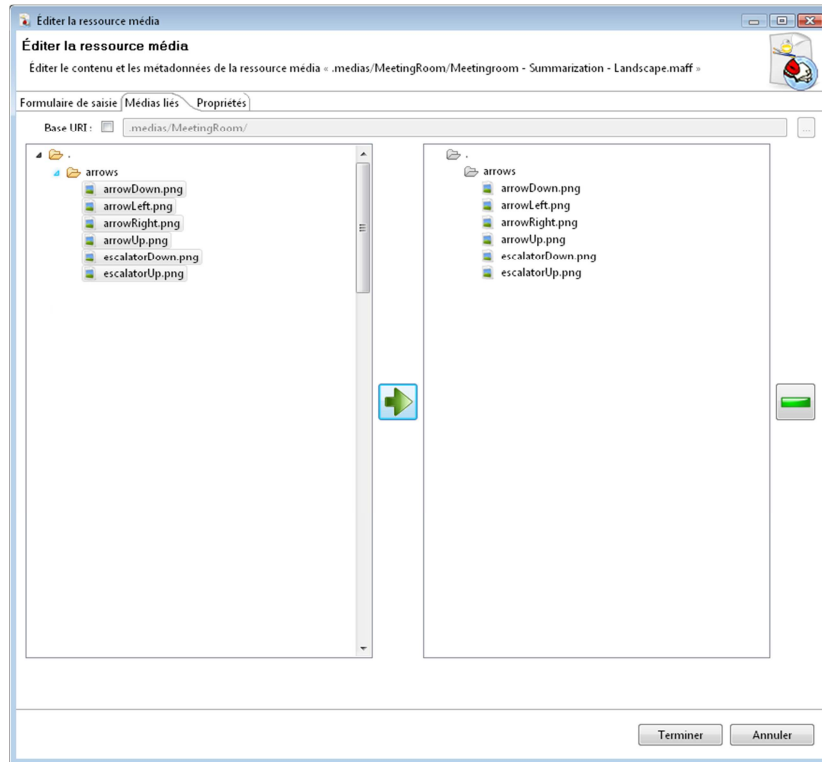 Éditer la ressource média
Éditer la ressource média
Éditer le contenu et les métadonnées de la ressource média « .medias/MeetingRoom/Meetingroom - Summarization - Landscape.maff »
Formulaire de saisie Médias liés Propriétés
Base URI : .medias/MeetingRoom/ ...
.
arrows
arrowDown.png
arrowLeft.png
arrowRight.png
arrowUp.png
escalatorDown.png
escalatorUp.png
.
arrows
arrowDown.png
arrowLeft.png
arrowRight.png
arrowUp.png
escalatorDown.png
escalatorUp.png
Terminer Annuler